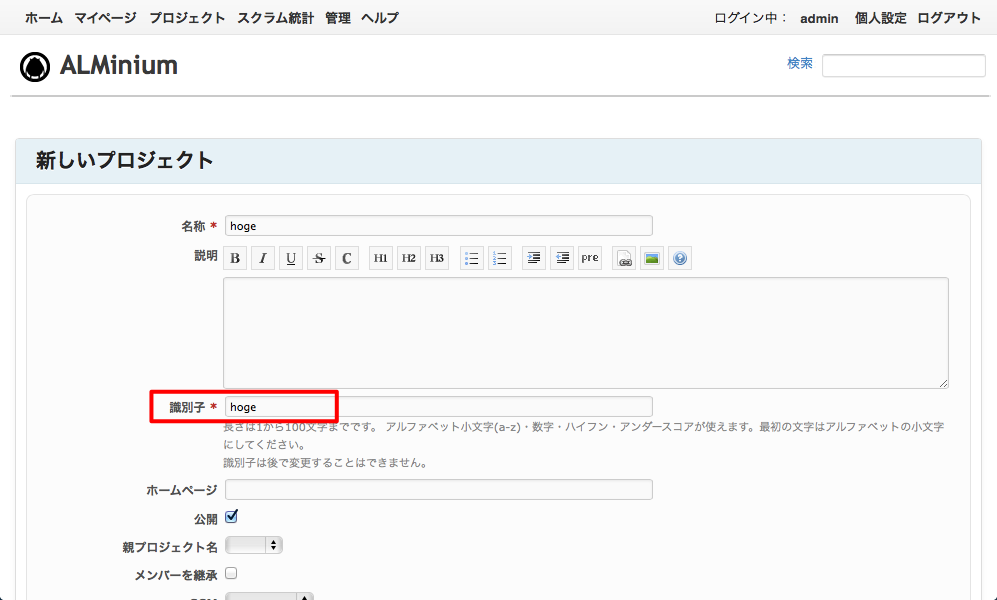 ホーム マイページ プロジェクト スクラム統計 管理 ヘルプ ログイン中： admin 個人設定 ログアウト
ALMinium 検索
新しいプロジェクト
名称 * hoge
説明 B I U S C H1 H2 H3 pre
識別子 * hoge
長さは1から100文字までです。 アルファベット小文字(a-z)・数字・ハイフン・アンダースコアが使えます。最初の文字はアルファベットの小文字
にしてください。
識別子は後で変更することはできません。
ホームページ
公開
親プロジェクト名
メンバーを継承